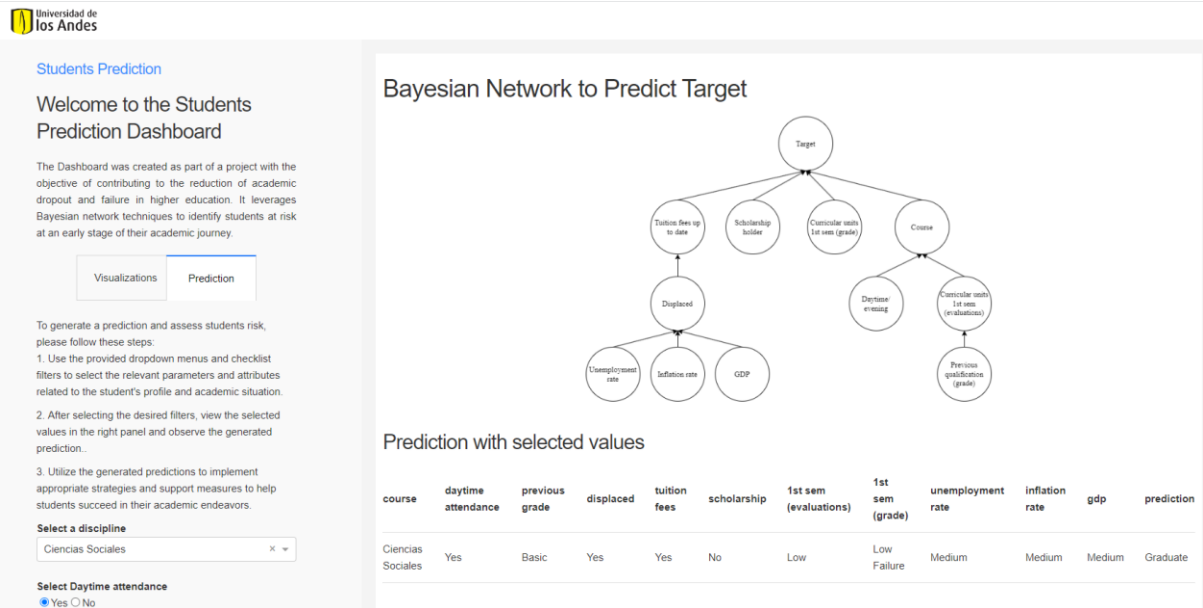 Universidad de
los Andes
Students Prediction
Welcome to the Students
Prediction Dashboard
The Dashboard was created as part of a project with the
objective of contributing to the reduction of academic
dropout and failure in higher education. It leverages
Bayesian network techniques to identify students at risk
at an early stage of their academic journey.
Visualizations Prediction
To generate a prediction and assess students risk,
please follow these steps:
1. Use the provided dropdown menus and checklist
filters to select the relevant parameters and attributes
related to the student's profile and academic situation.
2. After selecting the desired filters, view the selected
values in the right panel and observe the generated
prediction..
3. Utilize the generated predictions to implement
appropriate strategies and support measures to help
students succeed in their academic endeavors.
Select a discipline
Ciencias Sociales
Select Daytime attendance
Yes No
Bayesian Network to Predict Target
Target
Tuition fees up
to date
Scholarship
holder
Curricular units
1st sem (grade)
Course
Displaced
Daytime/
evening
Curricular units
1st sem
(evaluations)
Unemployment
rate
Inflation rate
GDP
Previous
qualification
(grade)
Prediction with selected values
course daytime attendance previous grade displaced tuition fees scholarship 1st sem (evaluations) 1st sem (grade) unemployment rate inflation rate gdp prediction
Ciencias Sociales Yes Basic Yes Yes No Low Low Failure Medium Medium Medium Graduate